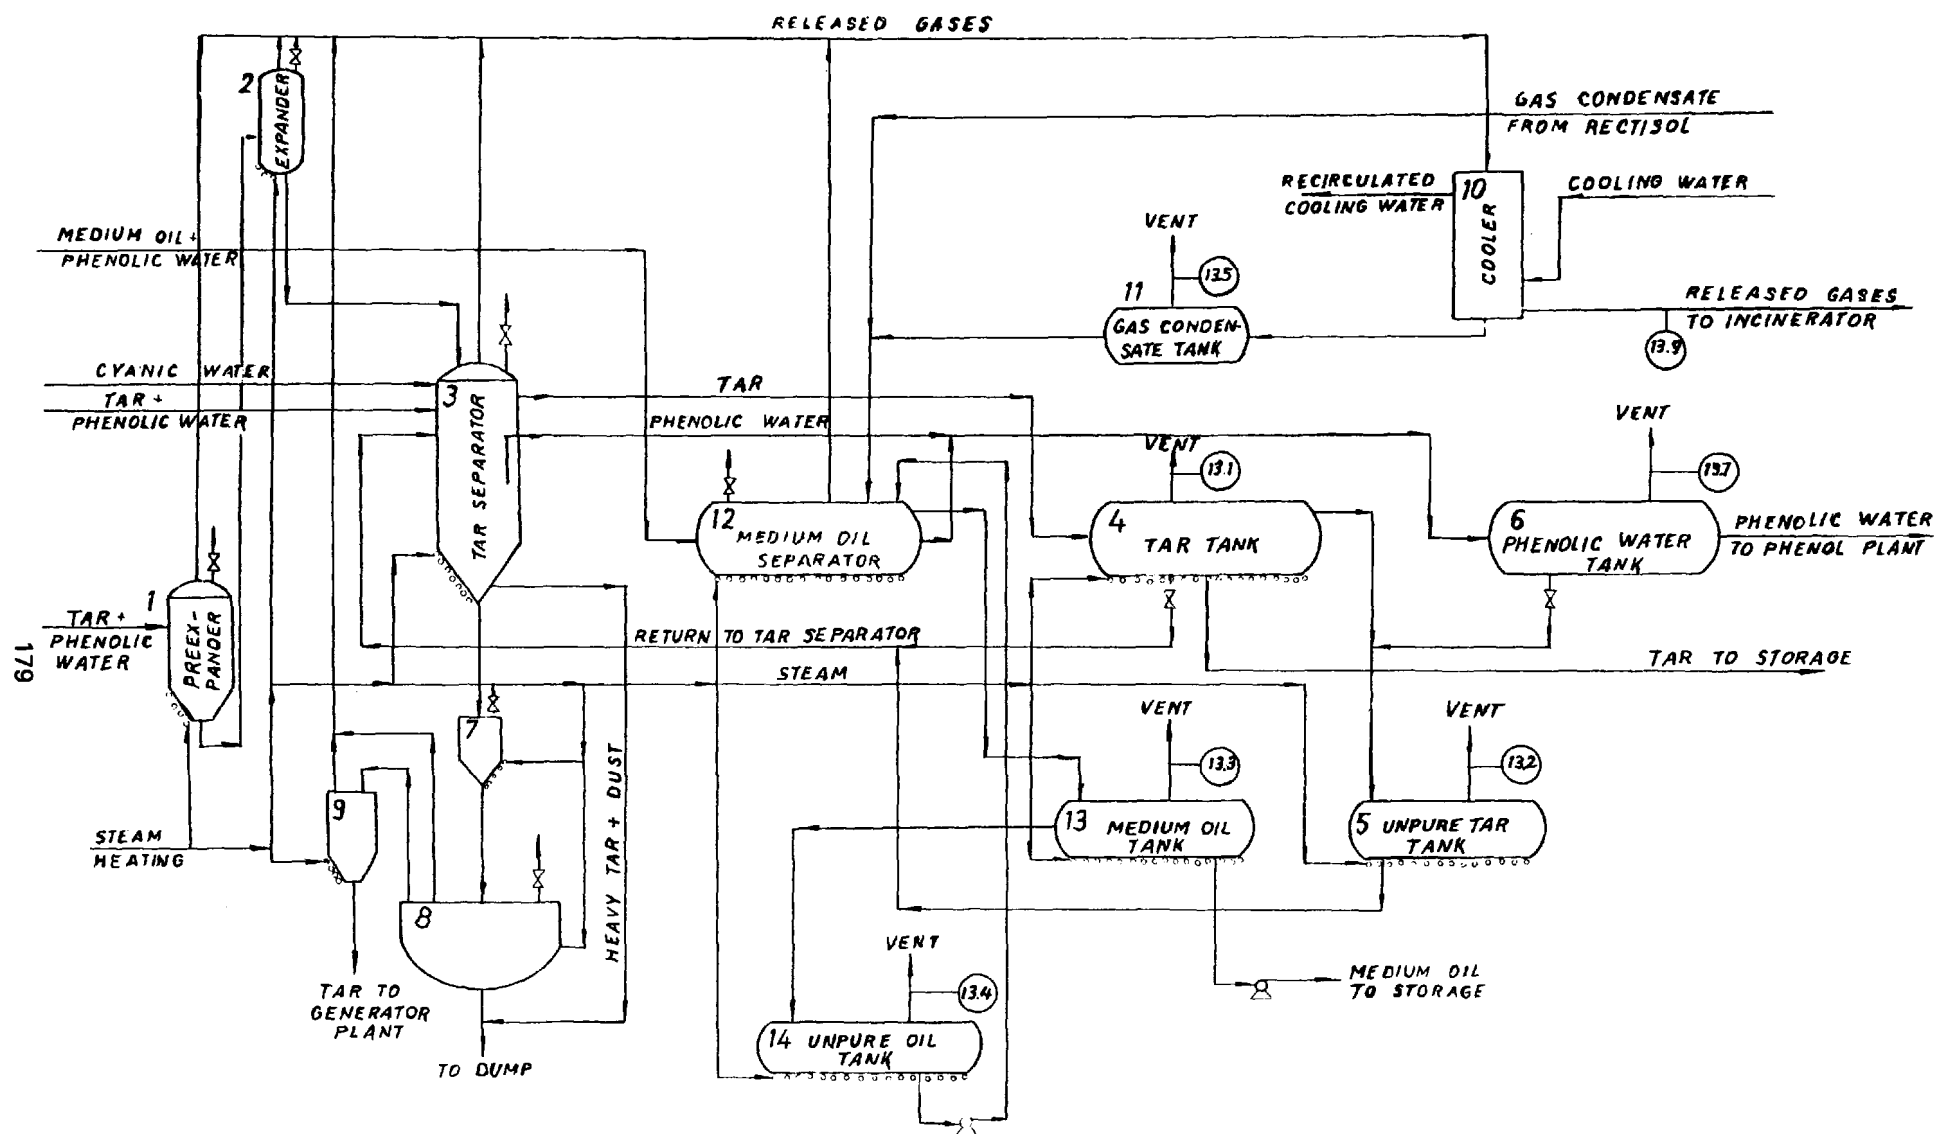 RELEASED GASES
2
EXPANDER
GAS CONDENSATE
FROM RECTISOL
RECIRCULATED
COOLING WATER
10
COOLER
COOLING WATER
MEDIUM OIL+
PHENOLIC WATER
VENT
13.5
11
GAS CONDEN-
SATE TANK
RELEASED GASES
TO INCINERATOR
13.9
CYANIC WATER
TAR +
PHENOLIC WATER
3
TAR SEPARATOR
TAR
PHENOLIC WATER
VENT
13.1
VENT
13.7
12
MEDIUM OIL
SEPARATOR
4
TAR TANK
6
PHENOLIC WATER
TANK
PHENOLIC WATER
TO PHENOL PLANT
1
PREEX-
PANDER
TAR +
PHENOLIC
WATER
179
RETURN TO TAR SEPARATOR
TAR TO STORAGE
STEAM
7
HEAVY TAR + DUST
VENT
13.3
VENT
13.2
13
MEDIUM OIL
TANK
5
UNPURE TAR
TANK
STEAM
HEATING
9
8
VENT
13.4
MEDIUM OIL
TO STORAGE
TAR TO
GENERATOR
PLANT
14
UNPURE OIL
TANK
TO DUMP